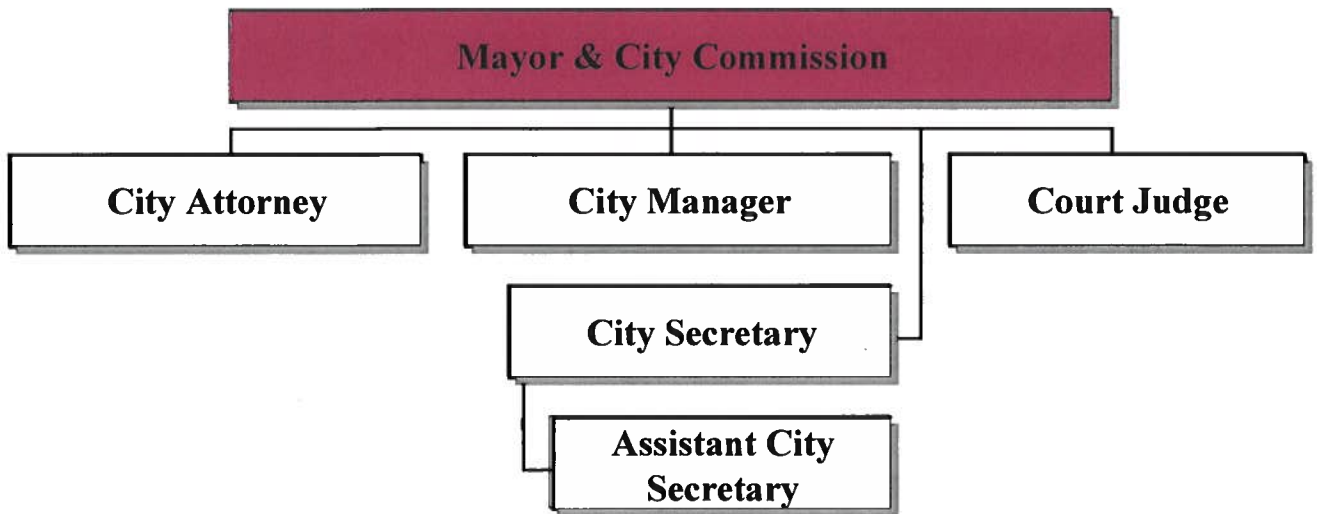 Mayor & City Commission
City Attorney
City Manager
Court Judge
City Secretary
Assistant City
Secretary